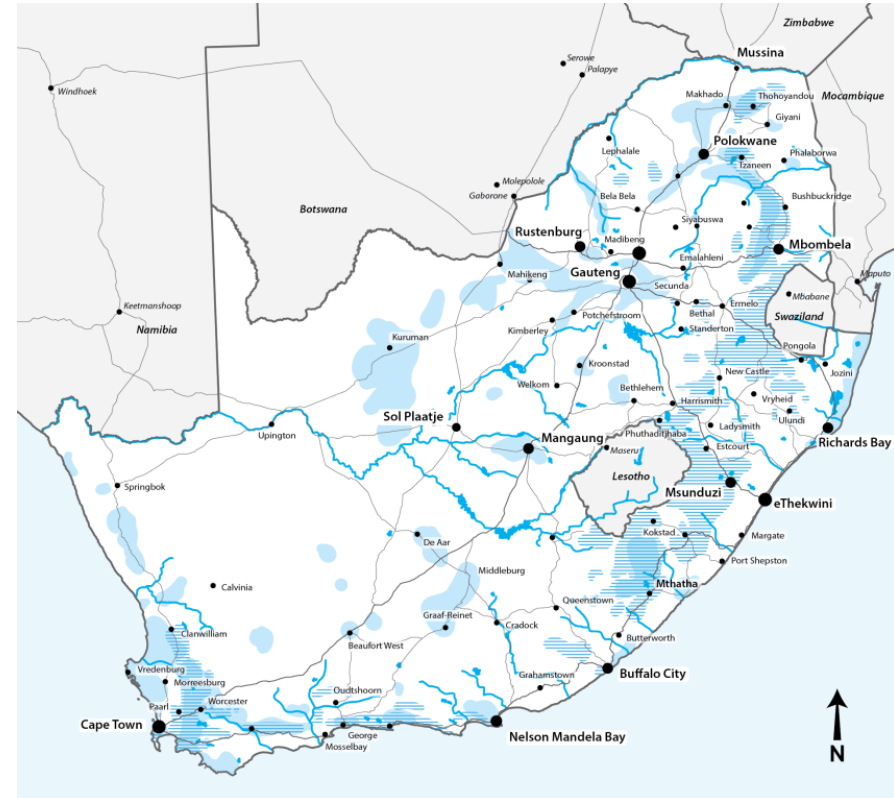 Zimbabwe
Mussina
Serowe
Palapye
Windhoek
Mocambique
Makhado
Thohoyandou
Giyani
Polokwane
Lephalale
Tzaneen
Phalaborwa
Molepolole
Gaborone
Bela Bela
Bushbuckridge
Botswana
Siyabuswa
Rustenburg
Madibeng
Mbombela
Emalahleni
Gauteng
Mahikeng
Maputo
Secunda
Mbabane
Ermelo
Keetmanshoop
Bethal
Swaziland
Potchefstroom
Namibia
Kimberley
Standerton
Kuruman
Pongola
Kroonstad
New Castle
Jozini
Welkom
Bethlehem
Vryheid
Harrismith
Sol Plaatje
Ulundi
Ladysmith
Phuthaditjhaba
Upington
Mangaung
Richards Bay
Estcourt
Maseru
Lesotho
Springbok
Msunduzi
eThekwini
Kokstad
Margate
De Aar
Port Shepston
Middleburg
Mthatha
Calvinia
Queenstown
Graaf-Reinet
Cradock
Clanwilliam
Butterworth
Beaufort West
Vredenburg
Grahamstown
Buffalo City
Morreesburg
Oudtshoorn
Worcester
Paarl
Cape Town
George
Nelson Mandela Bay
Mosselbay
N